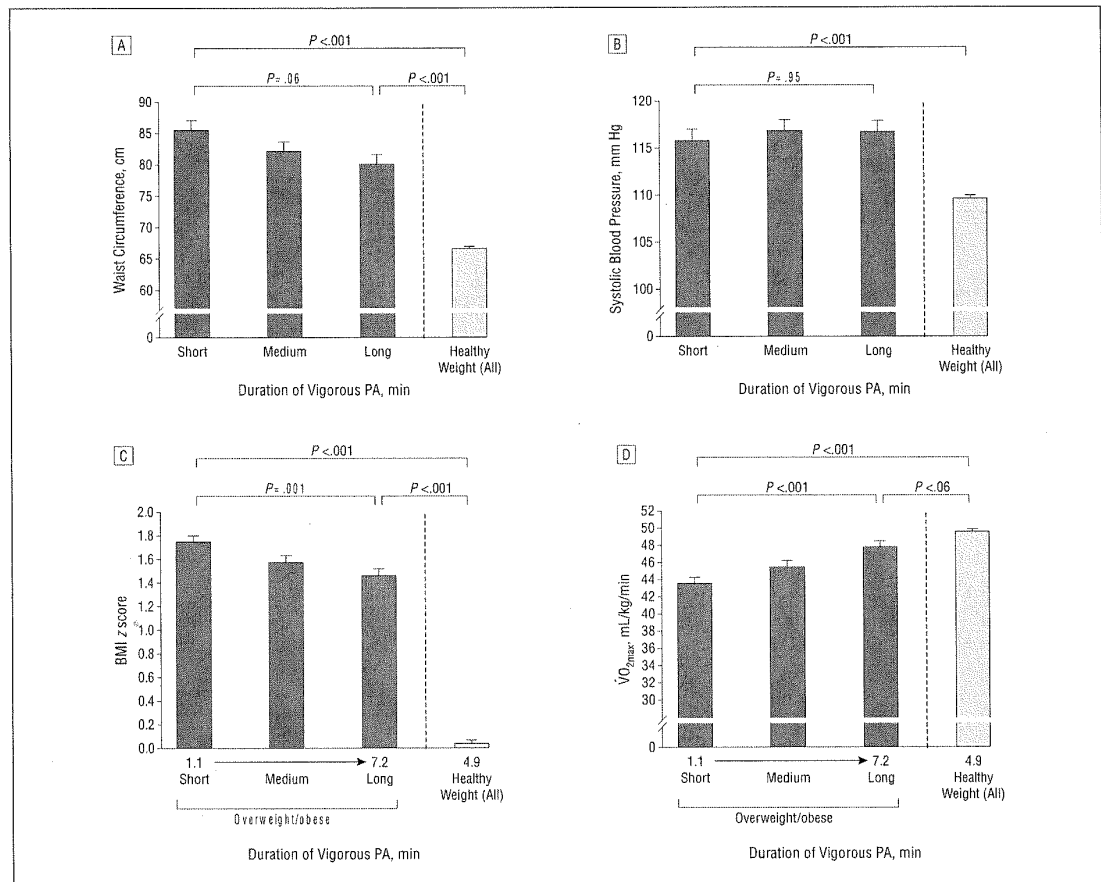 A
P <.001
P = .06
P <.001
90
85
80
75
70
65
60
0
Waist Circumference, cm
Short Medium Long Healthy
Weight (All)
Duration of Vigorous PA, min
B
P <.001
P = .95
120
115
110
105
100
0
Systolic Blood Pressure, mm Hg
Short Medium Long Healthy
Weight (All)
Duration of Vigorous PA, min
C
P <.001
P = .001
P <.001
2.0
1.8
1.6
1.4
1.2
1.0
0.8
0.6
0.4
0.2
0.0
BMI z score
1.1 7.2 4.9
Short Medium Long Healthy
Weight (All)
Overweight/obese
Duration of Vigorous PA, min
D
P <.001
P <.001
P <.06
52
50
48
46
44
42
40
38
36
34
32
30
0
V̇O2max, mL/kg/min
1.1 7.2 4.9
Short Medium Long Healthy
Weight (All)
Overweight/obese
Duration of Vigorous PA, min